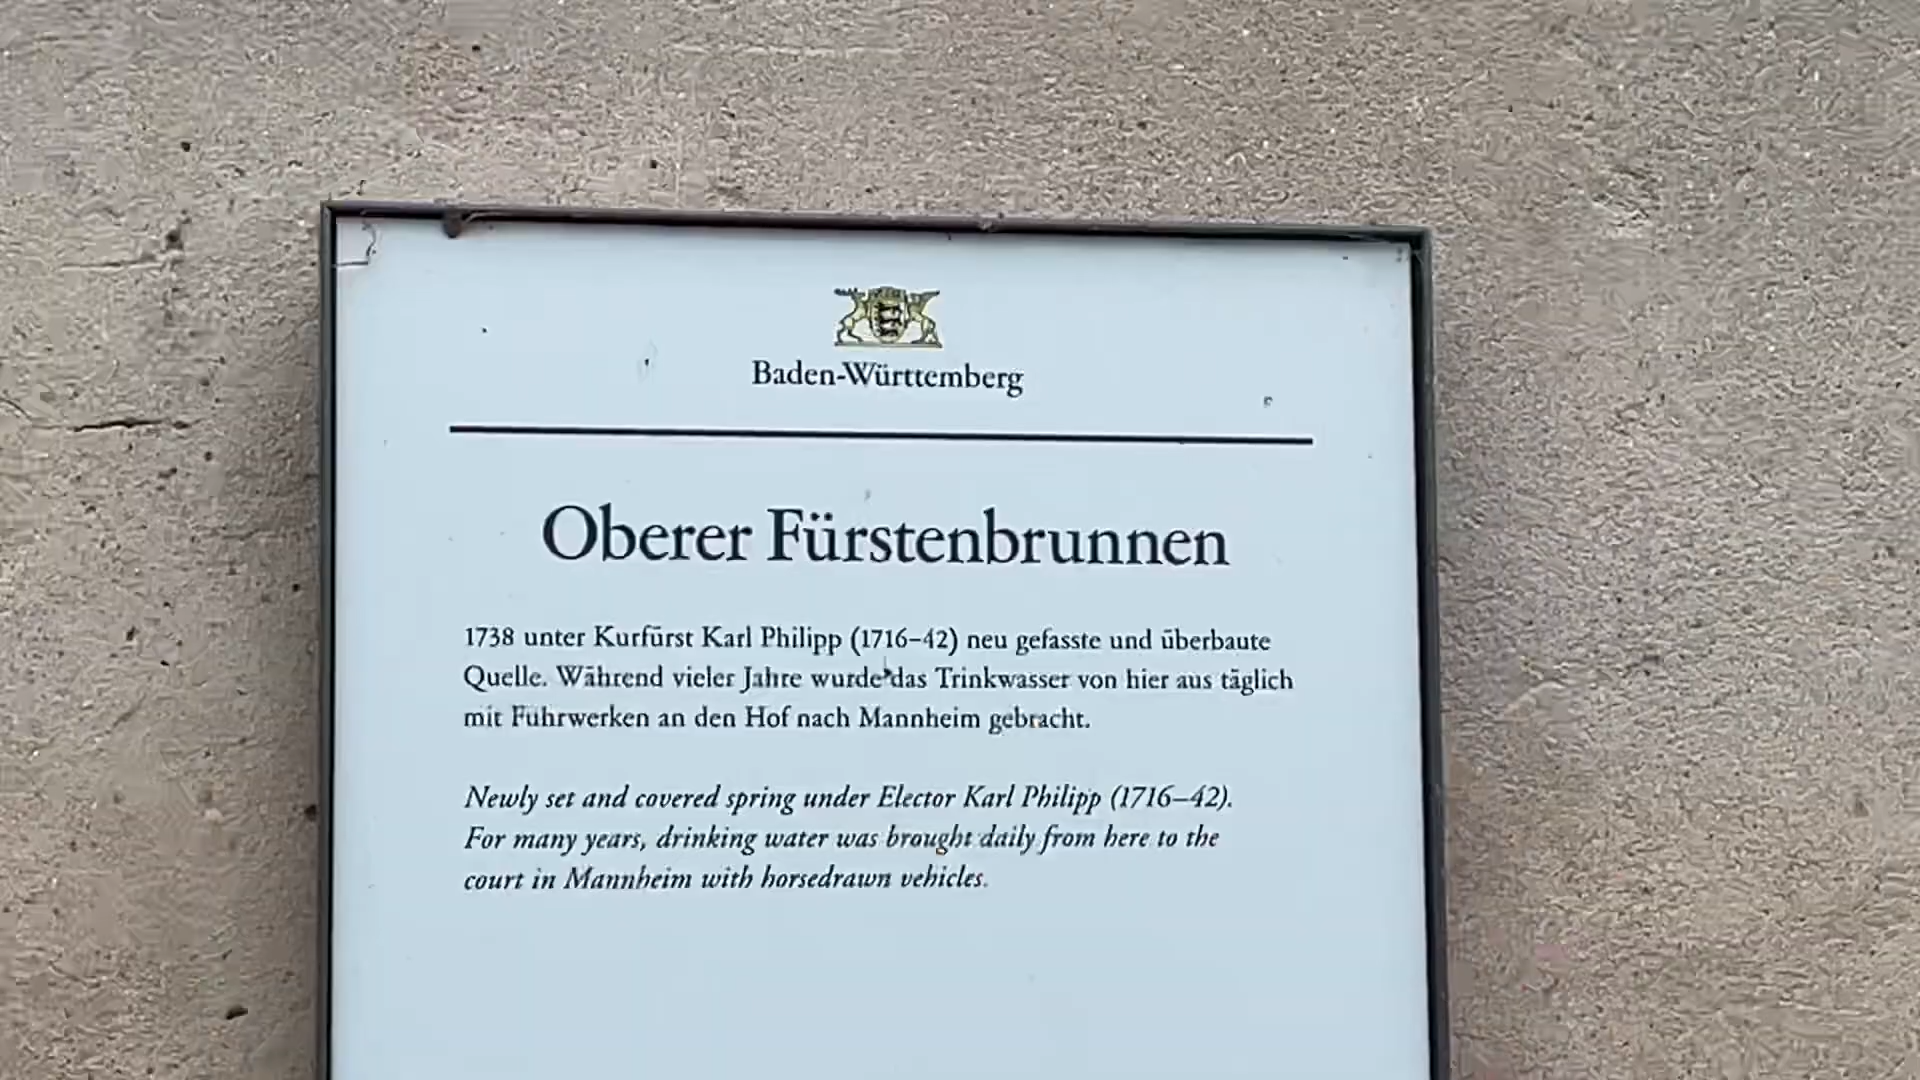 Baden-Württemberg
Oberer Fürstenbrunnen
1738 unter Kurfürst Karl Philipp (1716–42) neu gefasste und überbaute
Quelle. Während vieler Jahre wurde das Trinkwasser von hier aus täglich
mit Fuhrwerken an den Hof nach Mannheim gebracht.
Newly set and covered spring under Elector Karl Philipp (1716–42).
For many years, drinking water was brought daily from here to the
court in Mannheim with horsedrawn vehicles.